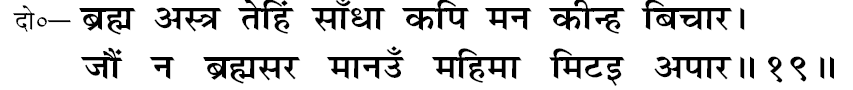 दो०— ब्रह्म अस्त्र तेहिं साँधा कपि मन कीन्ह बिचार।
जौं न ब्रह्मसर मानउँ महिमा मिटइ अपार॥ १९॥